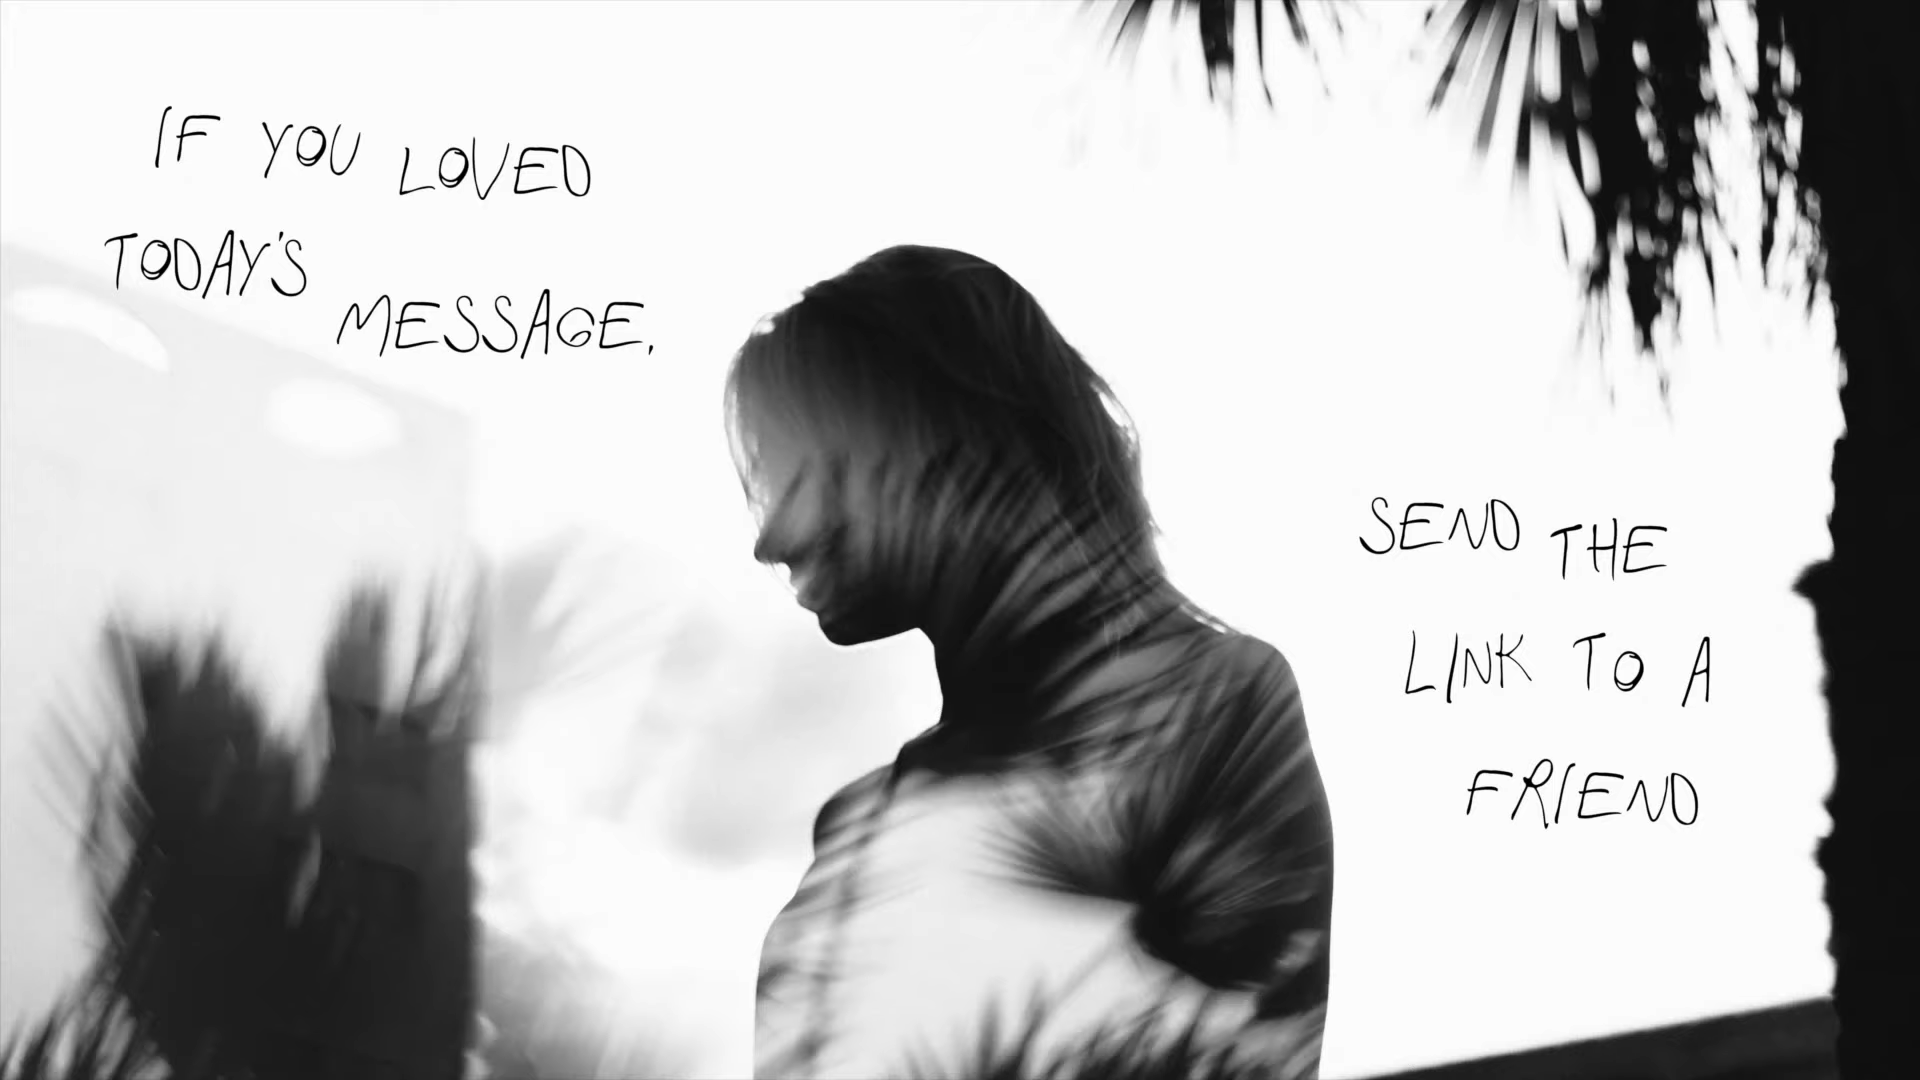 IF YOU LOVED
TODAY'S
MESSAGE,
SEND THE
LINK TO A
FRIEND